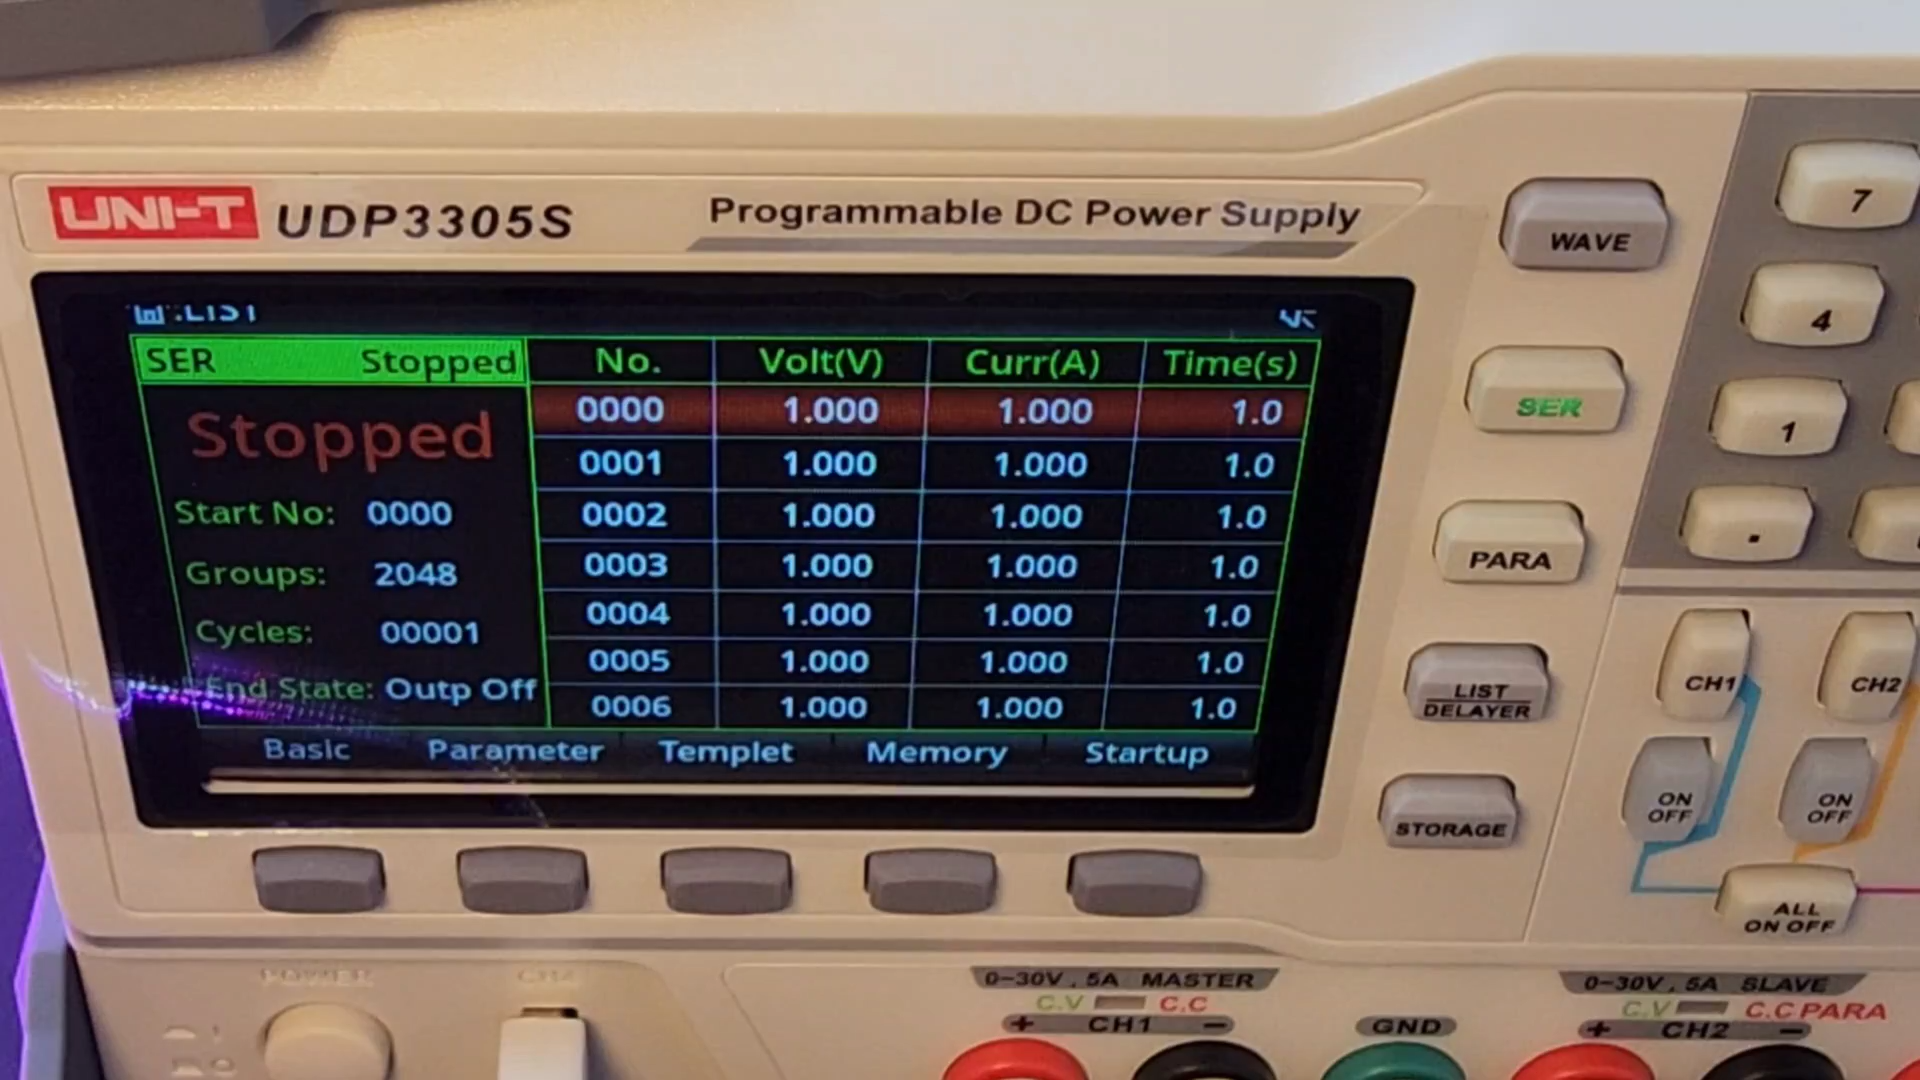 UNI-T UDP3305S Programmable DC Power Supply
:LIST
SER Stopped
Stopped
Start No: 0000
Groups: 2048
Cycles: 00001
End State: Outp Off
No. Volt(V) Curr(A) Time(s)
0000 1.000 1.000 1.0
0001 1.000 1.000 1.0
0002 1.000 1.000 1.0
0003 1.000 1.000 1.0
0004 1.000 1.000 1.0
0005 1.000 1.000 1.0
0006 1.000 1.000 1.0
Basic Parameter Templet Memory Startup
WAVE
SER
PARA
LIST
DELAYER
STORAGE
7
4
1
.
CH1 CH2
ON
OFF
ON
OFF
ALL
ON OFF
POWER
0-30V, 5A MASTER
C.V C.C
+ CH1 -
GND
0-30V, 5A SLAVE
C.V C.C PARA
+ CH2 -